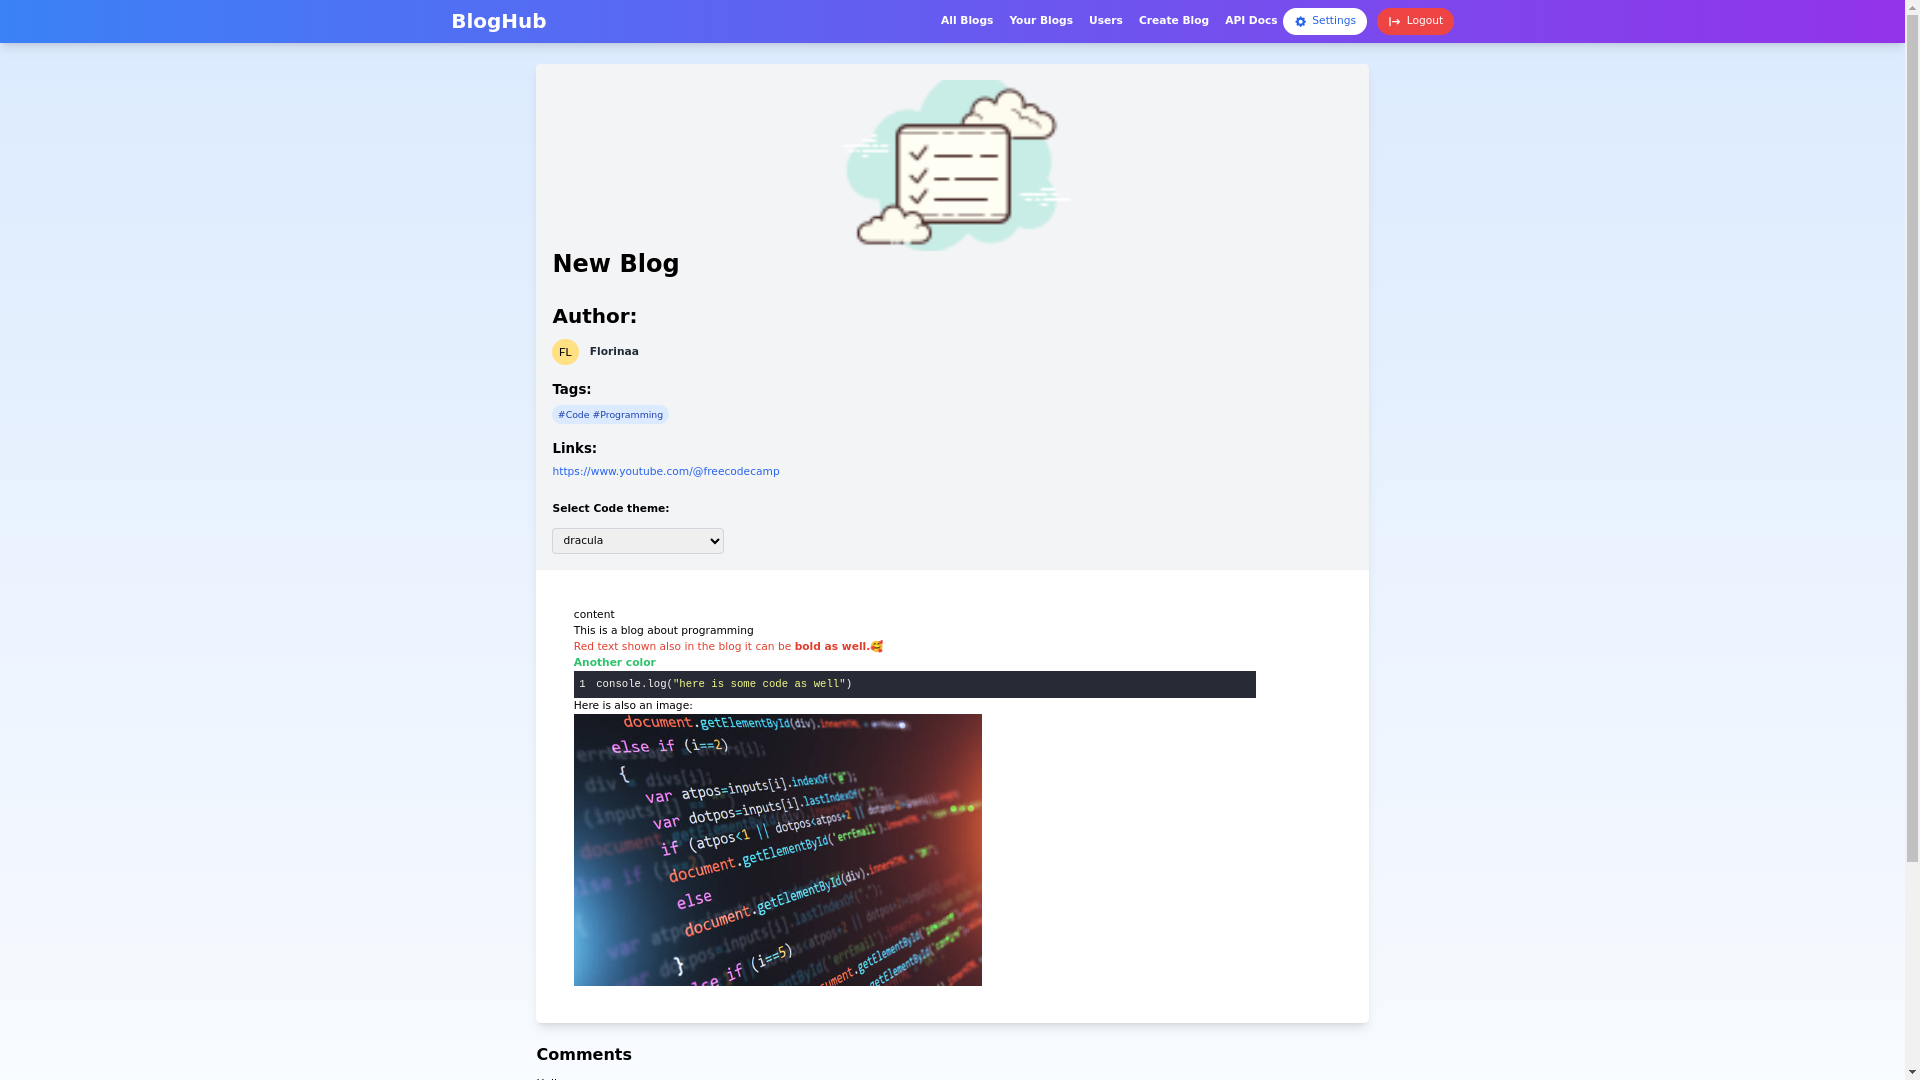 BlogHub
All Blogs
Your Blogs
Users
Create Blog
API Docs
Settings
Logout
New Blog
Author:
FL
Florinaa
Tags:
#Code #Programming
Links:
https://www.youtube.com/@freecodecamp
Select Code theme:
dracula
content
This is a blog about programming
Red text shown also in the blog it can be bold as well.🥰
Another color
1 console.log("here is some code as well")
Here is also an image:
document.getElementById(div).innerHTML
else if (i==2)
{
var atpos=inputs[i].indexOf("@");
var dotpos=inputs[i].lastIndexOf(".");
if (atpos<1 || dotpos<atpos+2 ||
document.getElementById('errEmail').innerHTML
else
document.getElementById(div).innerHTML
}
else if (i==5)
Comments